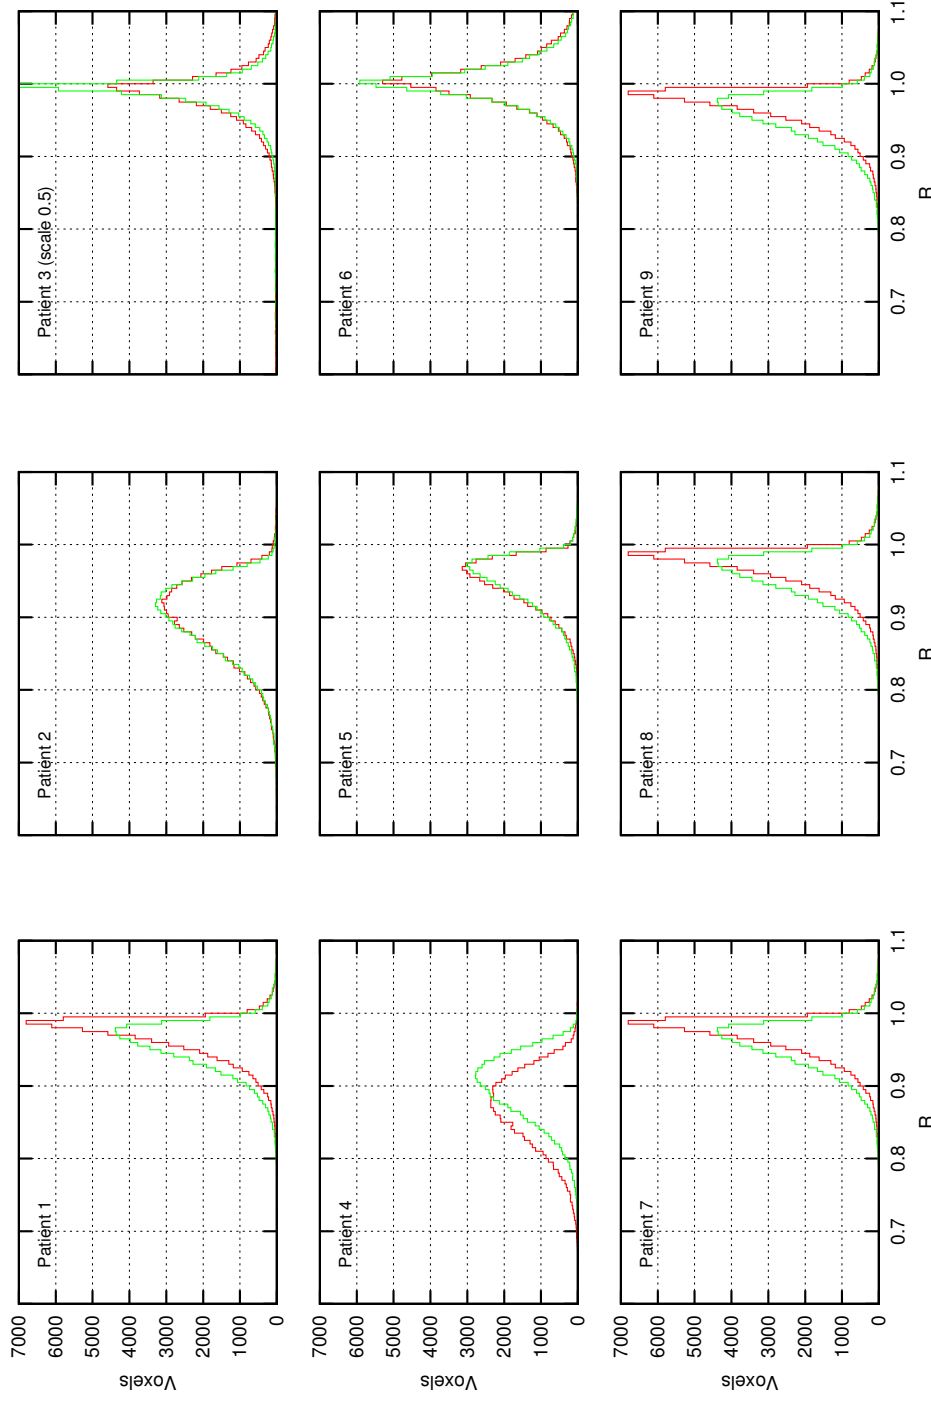 Patient 1
Patient 2
Patient 3 (scale 0.5)
7000
6000
5000
4000
3000
2000
1000
0
Voxels
Patient 4
Patient 5
Patient 6
7000
6000
5000
4000
3000
2000
1000
0
Voxels
Patient 7
Patient 8
Patient 9
7000
6000
5000
4000
3000
2000
1000
0
Voxels
0.7 0.8 0.9 1.0 1.1
0.7 0.8 0.9 1.0 1.1
0.7 0.8 0.9 1.0 1.1
R
R
R